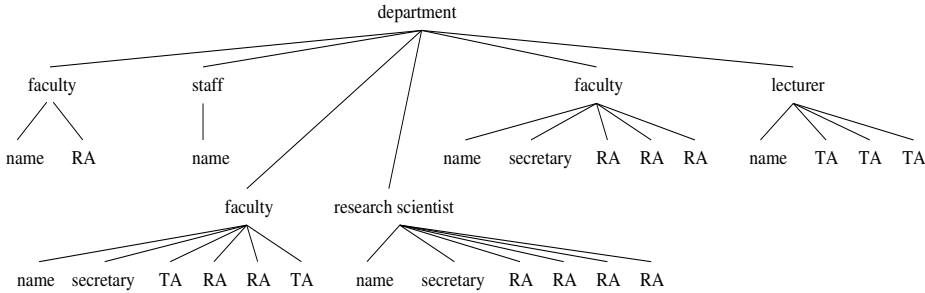 department
faculty staff faculty lecturer
name RA name name secretary RA RA RA name TA TA TA
faculty research scientist
name secretary TA RA RA TA name secretary RA RA RA RA